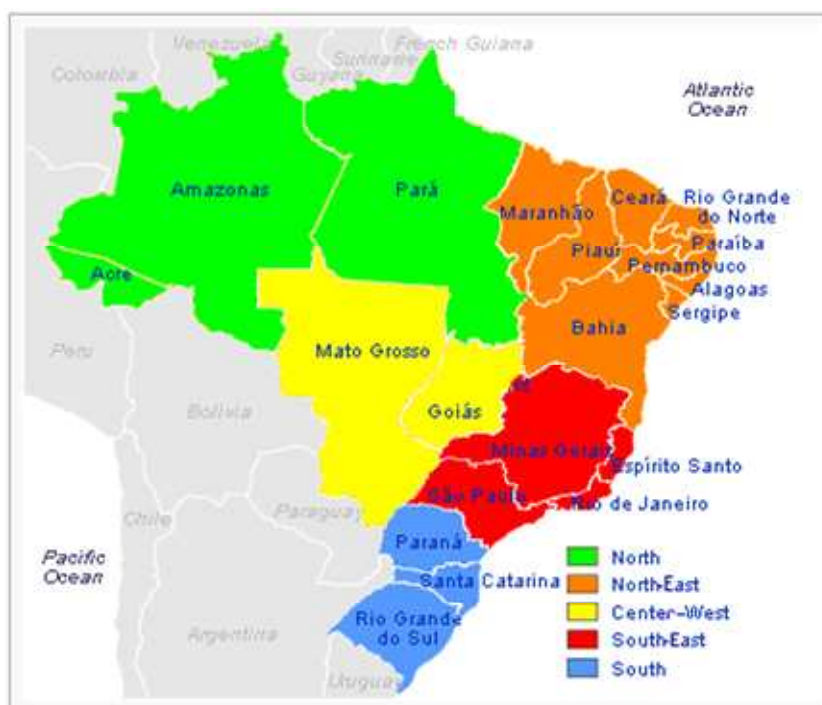 Venezuela
Suriname
French Guiana
Colombia
Guyana
Atlantic
Ocean
Amazonas
Pará
Maranhão
Ceará
Rio Grande
do Norte
Piauí
Paraíba
Pernambuco
Acre
Alagoas
Sergipe
Bahia
Peru
Mato Grosso
Bolivia
Goiás
Minas Gerais
Espírito Santo
São Paulo
Rio de Janeiro
Paraguay
Chile
Paraná
Pacific
Ocean
Santa Catarina
Rio Grande
do Sul
Argentina
Uruguay
North
North-East
Center-West
South-East
South